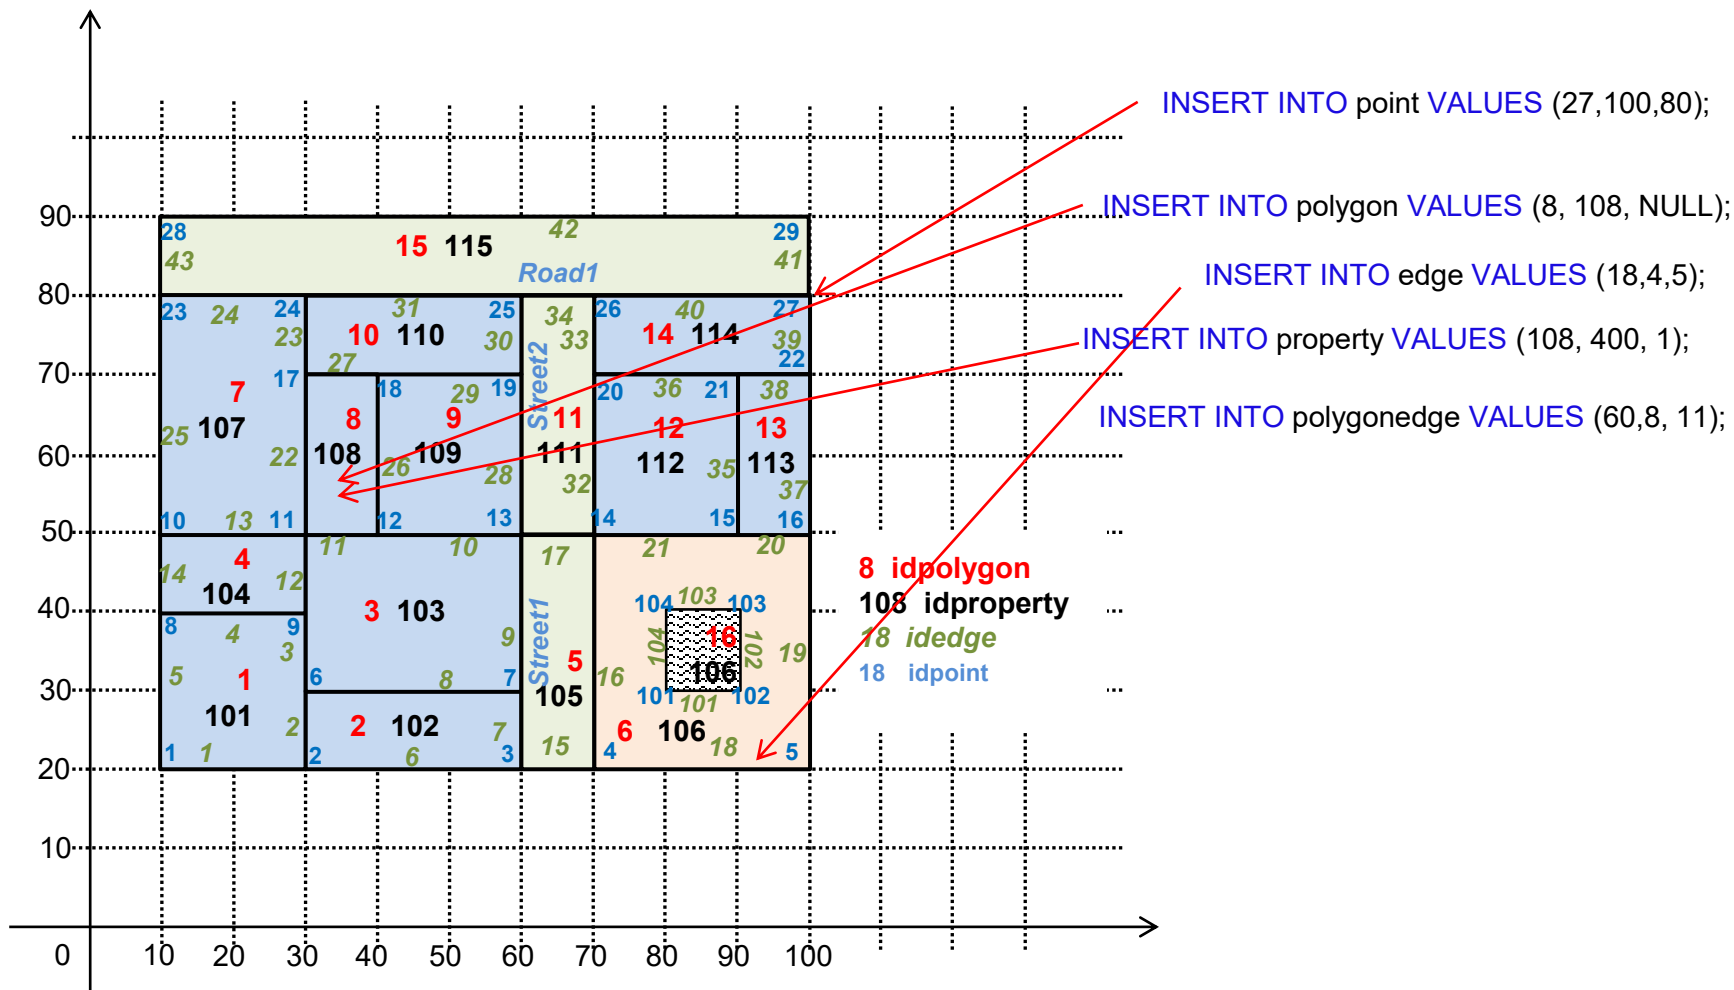 INSERT INTO point VALUES (27,100,80);
INSERT INTO polygon VALUES (8, 108, NULL);
INSERT INTO edge VALUES (18,4,5);
INSERT INTO property VALUES (108, 400, 1);
INSERT INTO polygonedge VALUES (60,8, 11);
90
28 42 29
15 115
43 Road1 41
80
23 24 24 31 25 34 26 40 27
23 10 110 30 33 14 114 39
27 22
70
17 18 29 19 20 36 21 38
7 8 9 Street2 11 12 13
107
25 22 108 26 109 111 112 35 113
60
28 32 37
10 13 11 12 13 14 15 16
50
11 10 17 21 20
4
14 104 12
8 idpolygon
40
3 103 104 103 103 108 idproperty
8 4 9
3 9 Street1 104 16 102 19 18 idedge
5 1 6 8 7 5 16 106 18 idpoint
30
101 105 101 101 102
2 2 102 7 6 106
1 1 2 6 3 15 4 18 5
20
10
0 10 20 30 40 50 60 70 80 90 100